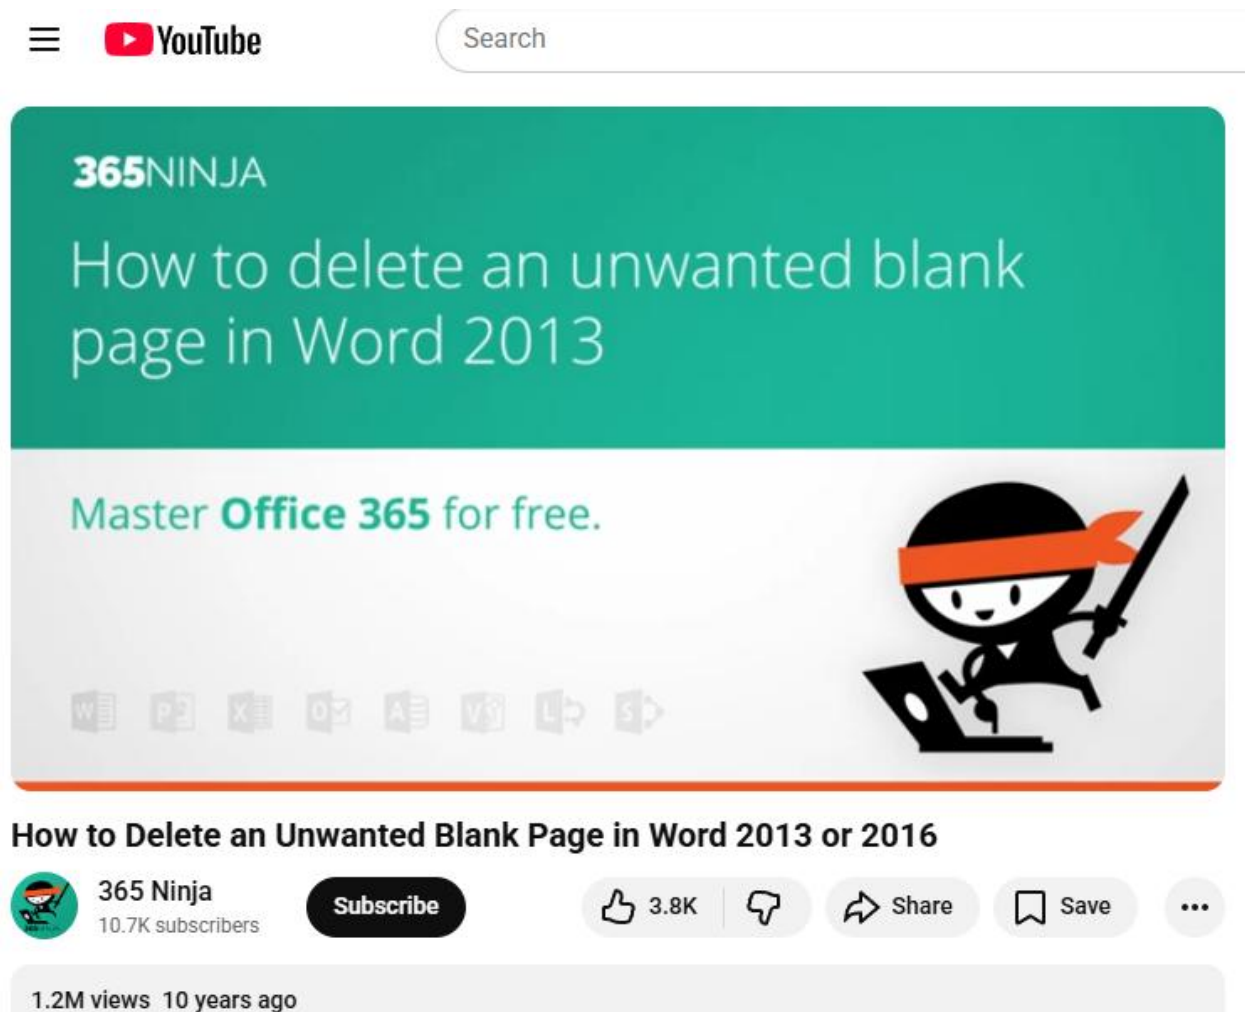 YouTube
Search
365NINJA
How to delete an unwanted blank
page in Word 2013
Master Office 365 for free.
W P X O A V L S
How to Delete an Unwanted Blank Page in Word 2013 or 2016
365 Ninja
10.7K subscribers
Subscribe
3.8K
Share
Save
1.2M views 10 years ago